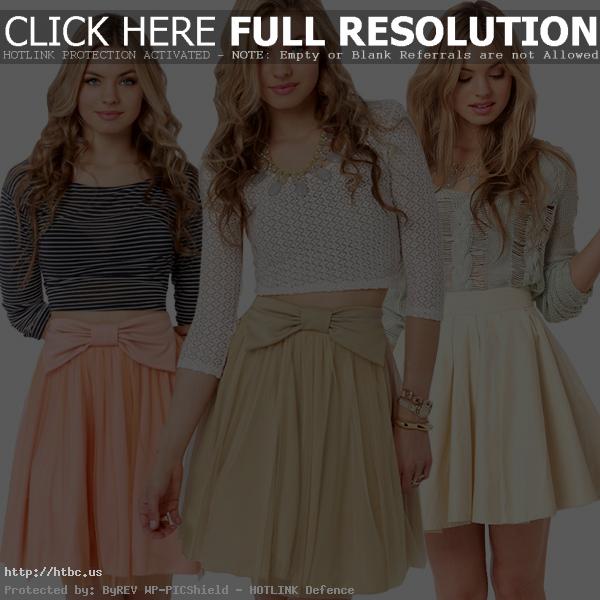 CLICK HERE FULL RESOLUTION
HOTLINK PROTECTION ACTIVATED - NOTE: Empty or Blank Referrals are not Allowed
http://htbc.us
Protected by: ByREV WP-PICShield - HOTLINK Defence